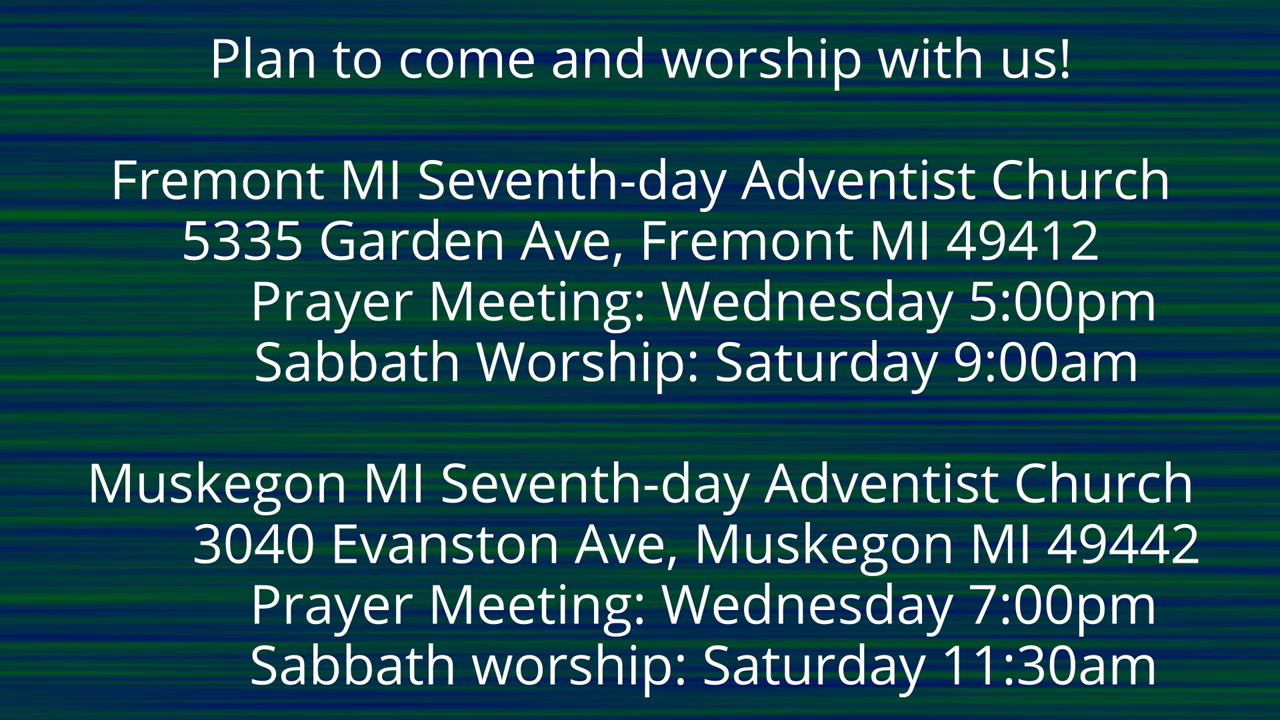 Plan to come and worship with us!
Fremont MI Seventh-day Adventist Church
5335 Garden Ave, Fremont MI 49412
Prayer Meeting: Wednesday 5:00pm
Sabbath Worship: Saturday 9:00am
Muskegon MI Seventh-day Adventist Church
3040 Evanston Ave, Muskegon MI 49442
Prayer Meeting: Wednesday 7:00pm
Sabbath worship: Saturday 11:30am